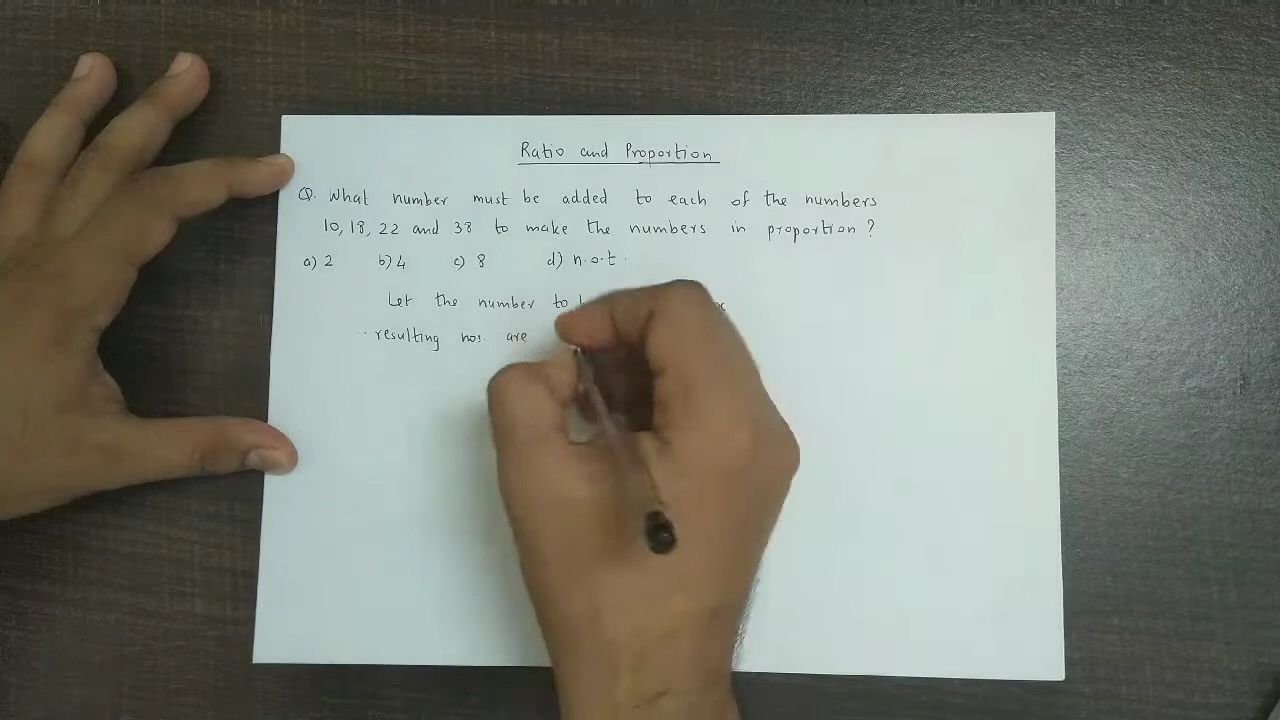 Ratio and Proportion
Q. What number must be added to each of the numbers
10, 18, 22 and 38 to make the numbers in proportion ?
a) 2 b) 4 c) 8 d) n.o.t.
Let the number to
resulting nos. are